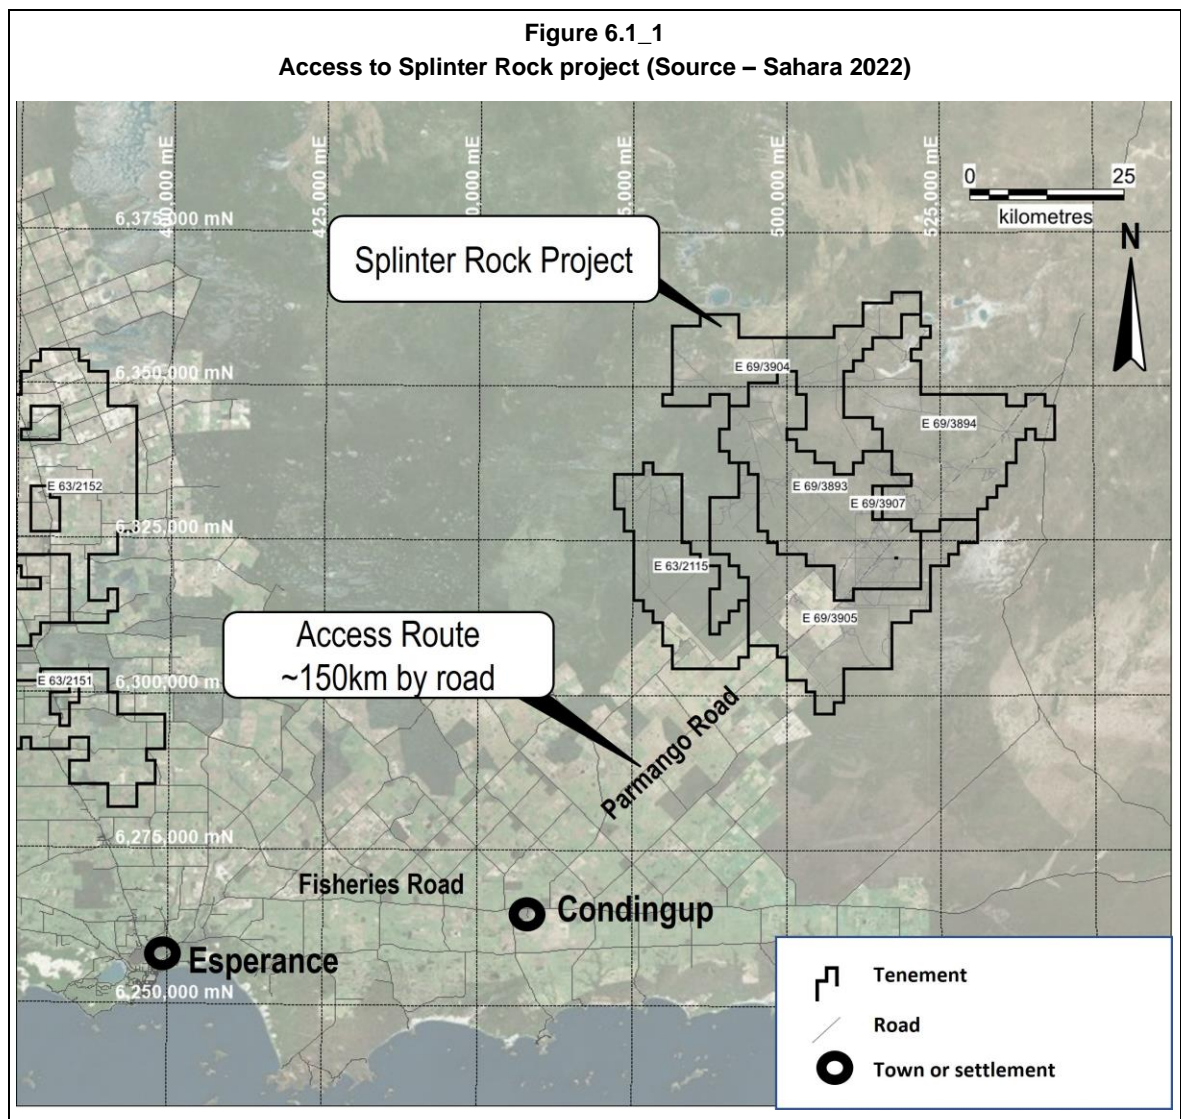 Figure 6.1_1
Access to Splinter Rock project (Source – Sahara 2022)
425,000 mE
500,000 mE
525,000 mE
0 25
kilometres
N
6,375,000 mN
Splinter Rock Project
E 69/3904
6,350,000 mN
E 69/3894
E 63/2152
E 69/3893
E 69/3907
6,325,000 mN
E 63/2115
E 69/3905
Access Route
~150km by road
E 63/2151
6,300,000 m
Parmango Road
6,275,000 mN
Fisheries Road
Condingup
Esperance
6,250,000 mN
Tenement
Road
Town or settlement